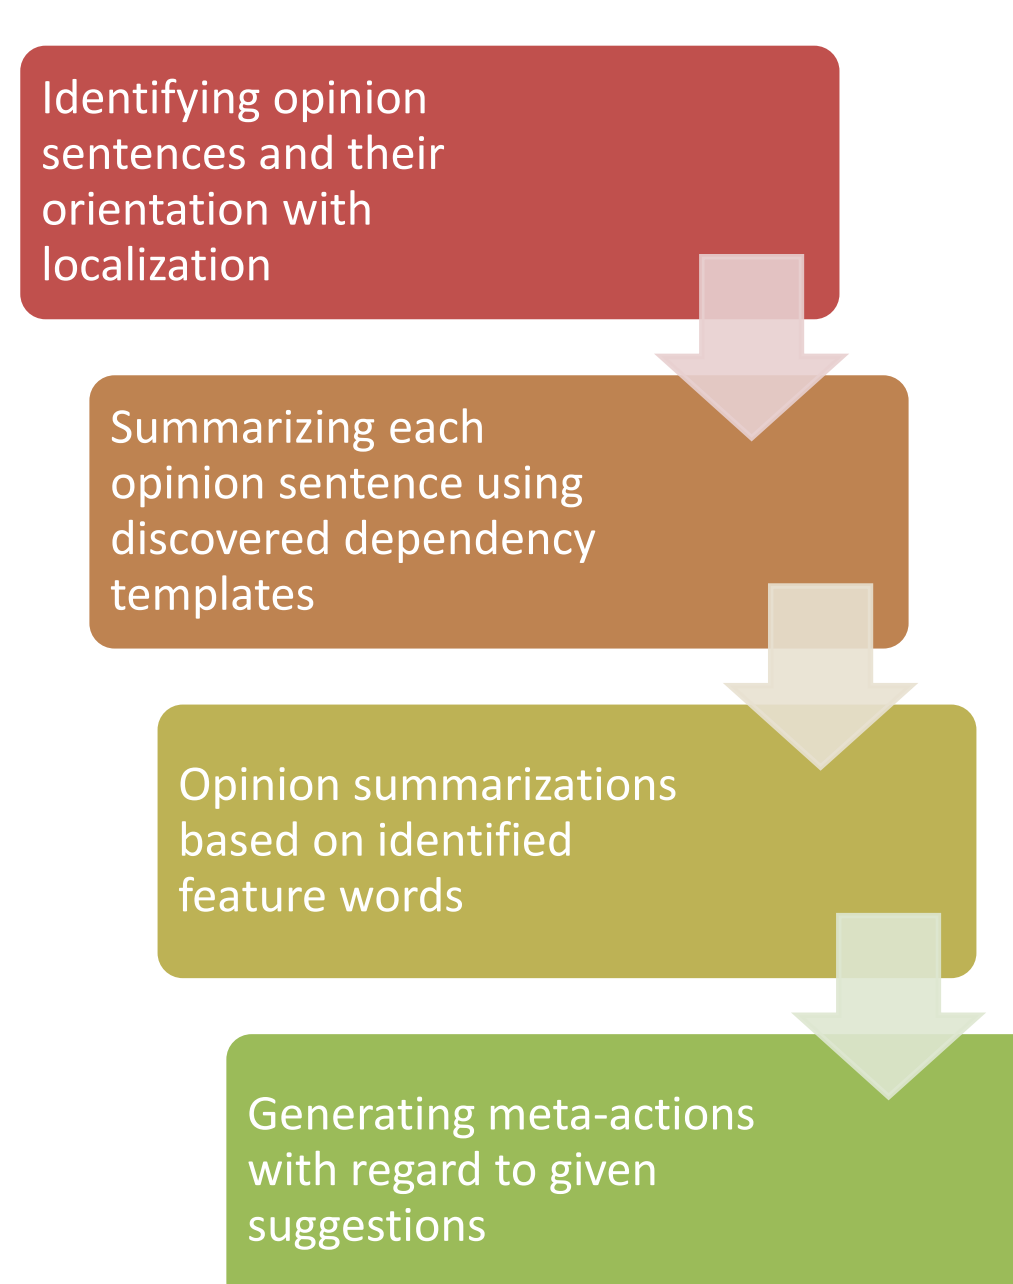 Identifying opinion
sentences and their
orientation with
localization
Summarizing each
opinion sentence using
discovered dependency
templates
Opinion summarizations
based on identified
feature words
Generating meta-actions
with regard to given
suggestions